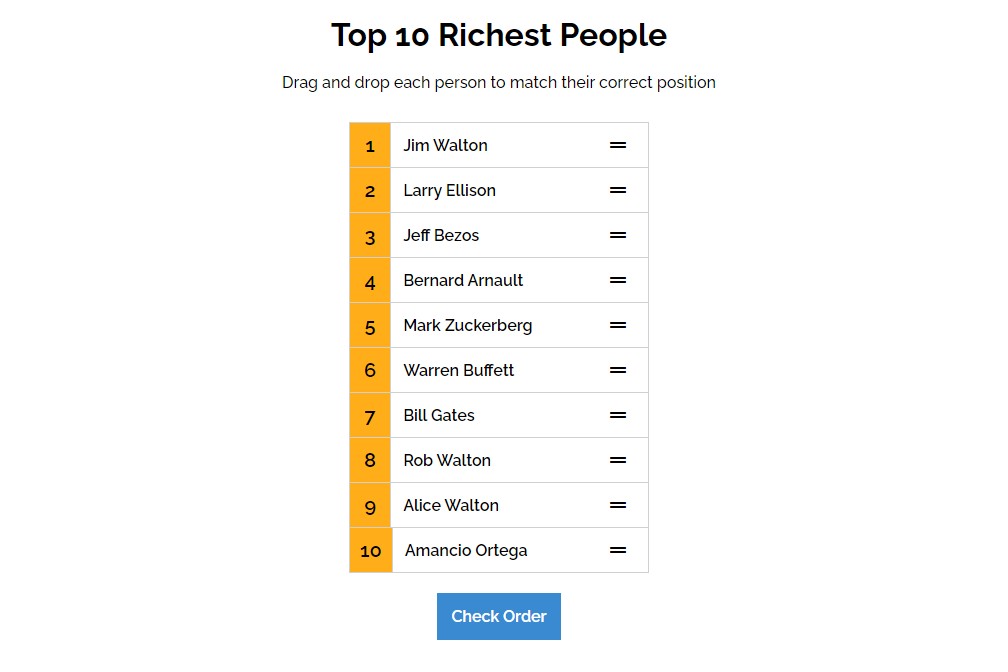 Top 10 Richest People
Drag and drop each person to match their correct position
1 Jim Walton
2 Larry Ellison
3 Jeff Bezos
4 Bernard Arnault
5 Mark Zuckerberg
6 Warren Buffett
7 Bill Gates
8 Rob Walton
9 Alice Walton
10 Amancio Ortega
Check Order